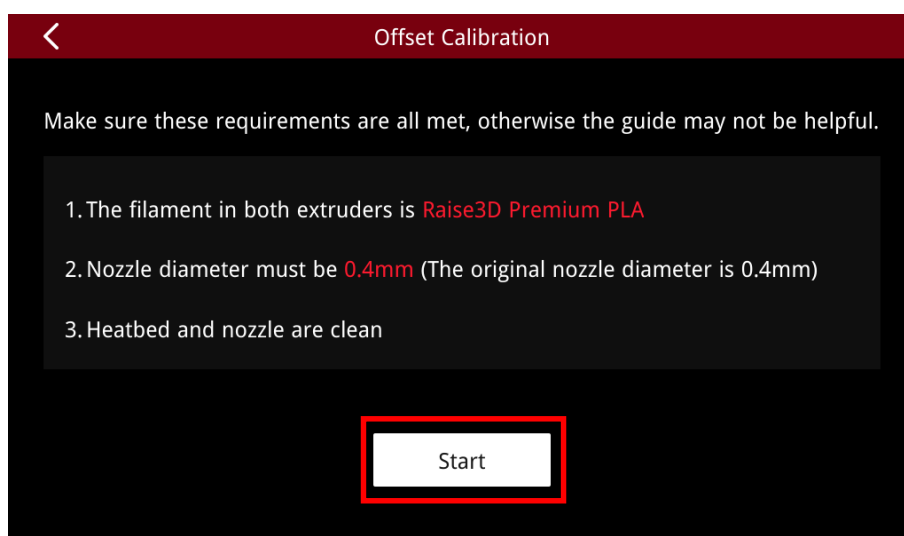 Offset Calibration
Make sure these requirements are all met, otherwise the guide may not be helpful.
1. The filament in both extruders is Raise3D Premium PLA
2. Nozzle diameter must be 0.4mm (The original nozzle diameter is 0.4mm)
3. Heatbed and nozzle are clean
Start